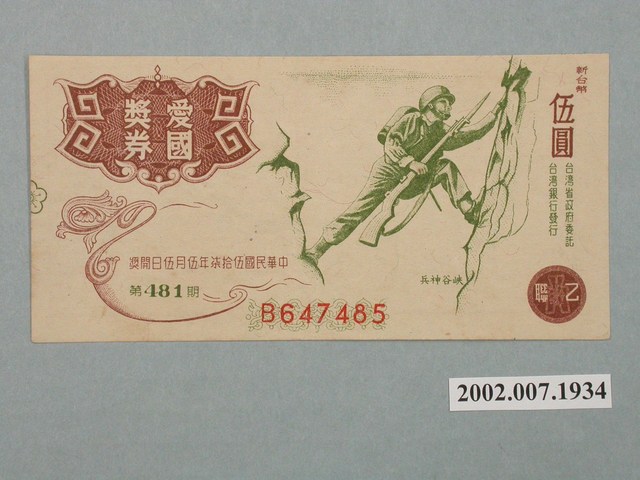 愛國
獎券
新台幣
伍圓
台灣省政府委託
台灣銀行發行
中華民國伍拾柒年伍月伍日開獎
第481期
B647485
峽谷神兵
乙
聯
2002.007.1934